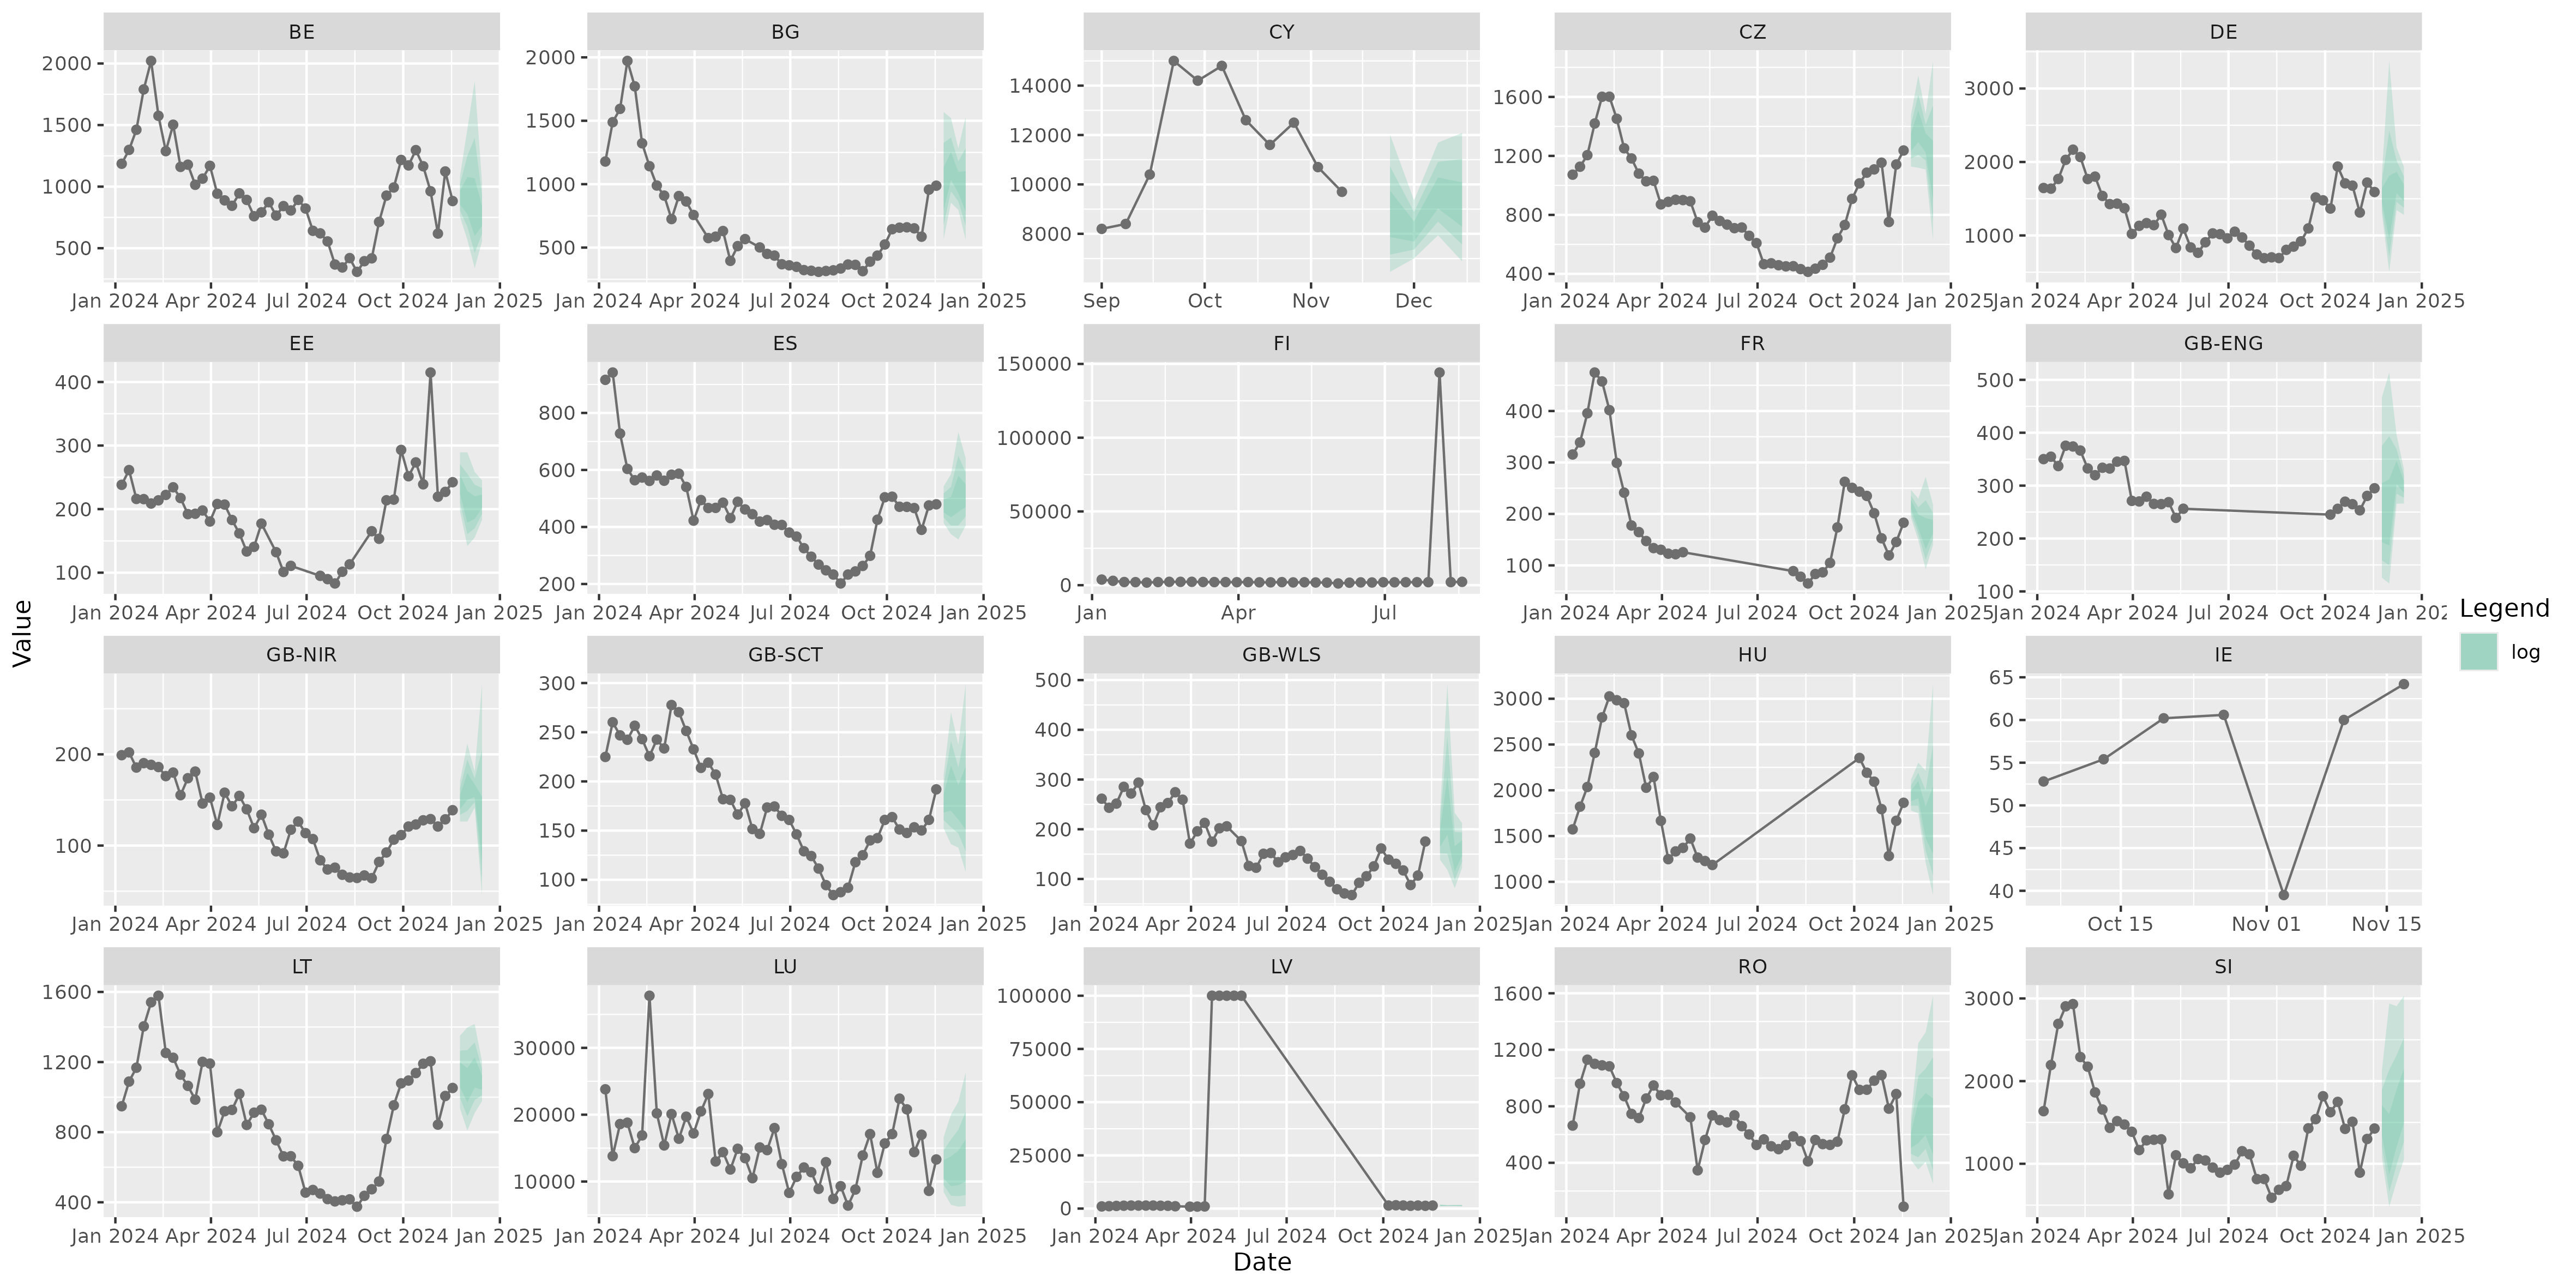 BE BG CY CZ DE
2000 1500 1000 500
2000 1500 1000 500
14000 12000 10000 8000
1600 1200 800 400
3000 2000 1000
Jan 2024 Apr 2024 Jul 2024 Oct 2024 Jan 2025
Jan 2024 Apr 2024 Jul 2024 Oct 2024 Jan 2025
Sep Oct Nov Dec
Jan 2024 Apr 2024 Jul 2024 Oct 2024 Jan 2025
Jan 2024 Apr 2024 Jul 2024 Oct 2024 Jan 2025
EE ES FI FR GB-ENG
400 300 200 100
800 600 400 200
150000 100000 50000 0
400 300 200 100
500 400 300 200 100
Jan 2024 Apr 2024 Jul 2024 Oct 2024 Jan 2025
Jan 2024 Apr 2024 Jul 2024 Oct 2024 Jan 2025
Jan Apr Jul
Jan 2024 Apr 2024 Jul 2024 Oct 2024 Jan 2025
Jan 2024 Apr 2024 Jul 2024 Oct 2024 Jan 202
Value
Legend
log
GB-NIR GB-SCT GB-WLS HU IE
200 100
300 250 200 150 100
500 400 300 200 100
3000 2500 2000 1500 1000
65 60 55 50 45 40
Jan 2024 Apr 2024 Jul 2024 Oct 2024 Jan 2025
Jan 2024 Apr 2024 Jul 2024 Oct 2024 Jan 2025
Jan 2024 Apr 2024 Jul 2024 Oct 2024 Jan 2025
Jan 2024 Apr 2024 Jul 2024 Oct 2024 Jan 2025
Oct 15 Nov 01 Nov 15
LT LU LV RO SI
1600 1200 800 400
30000 20000 10000
100000 75000 50000 25000 0
1600 1200 800 400
3000 2000 1000
Jan 2024 Apr 2024 Jul 2024 Oct 2024 Jan 2025
Jan 2024 Apr 2024 Jul 2024 Oct 2024 Jan 2025
Jan 2024 Apr 2024 Jul 2024 Oct 2024 Jan 2025
Jan 2024 Apr 2024 Jul 2024 Oct 2024 Jan 2025
Jan 2024 Apr 2024 Jul 2024 Oct 2024 Jan 2025
Date